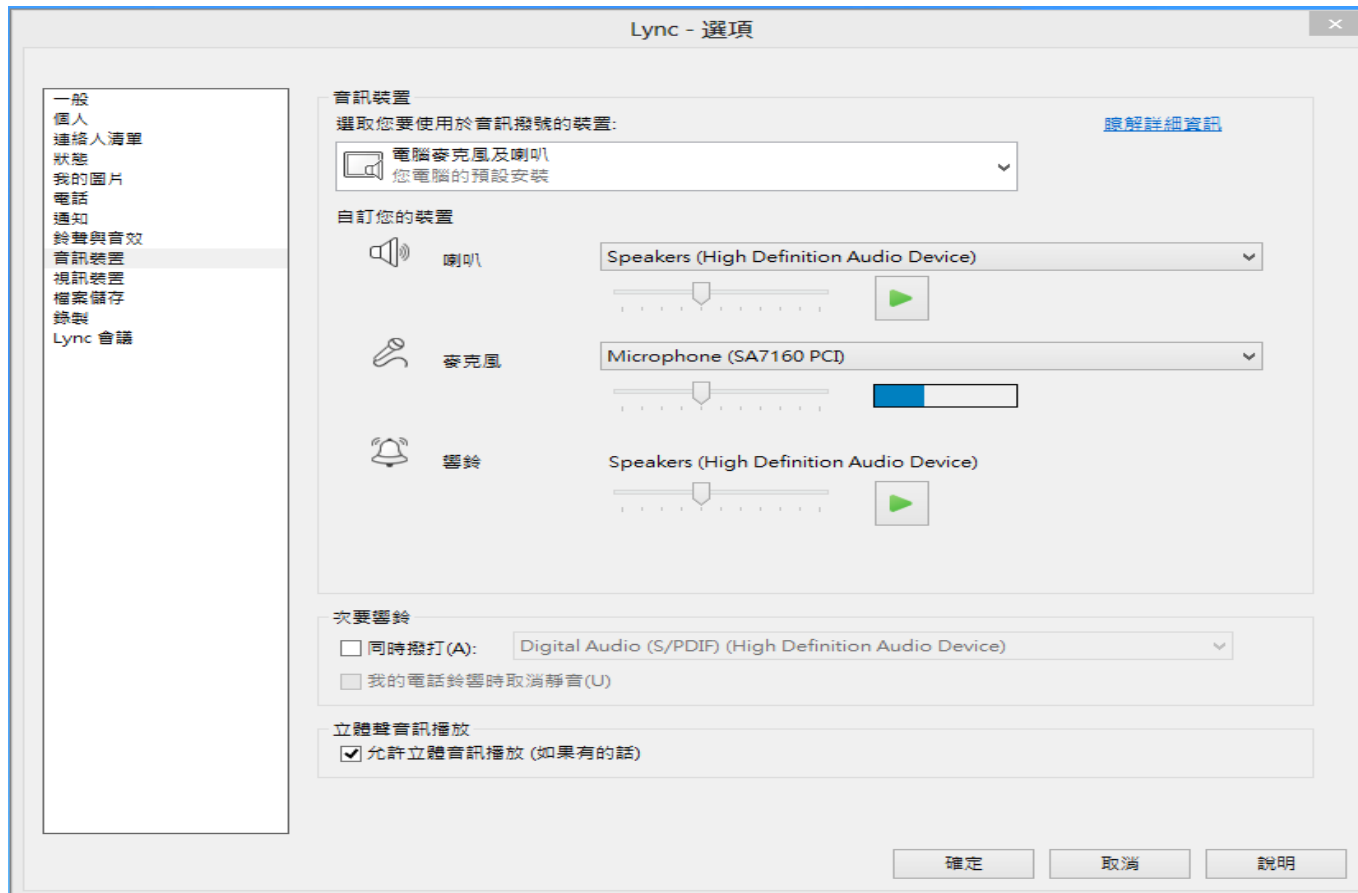 Lync - 選項
一般
個人
連絡人清單
狀態
我的圖片
電話
通知
鈴聲與音效
音訊裝置
視訊裝置
檔案儲存
錄製
Lync 會議
音訊裝置
選取您要使用於音訊撥號的裝置:
瞭解詳細資訊
電腦麥克風及喇叭
您電腦的預設安裝
自訂您的裝置
喇叭
Speakers (High Definition Audio Device)
麥克風
Microphone (SA7160 PCI)
響鈴
Speakers (High Definition Audio Device)
次要響鈴
同時撥打(A):
Digital Audio (S/PDIF) (High Definition Audio Device)
我的電話鈴響時取消靜音(U)
立體聲音訊播放
允許立體音訊播放 (如果有的話)
確定
取消
說明